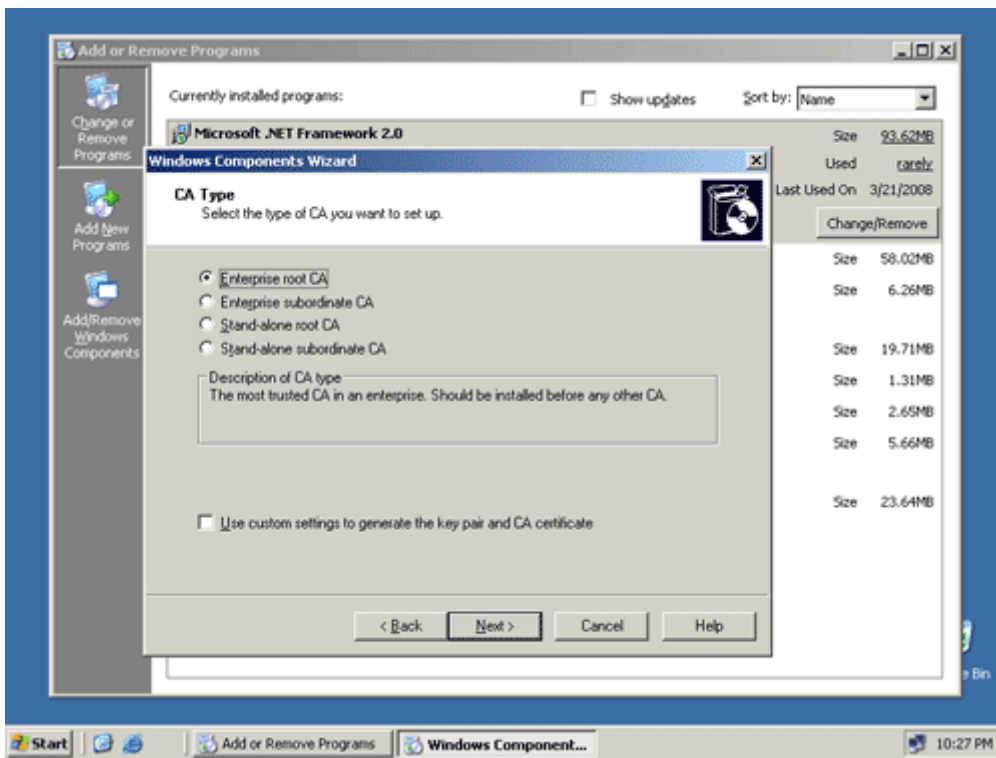 Add or Remove Programs
Change or
Remove
Programs
Add New
Programs
Add/Remove
Windows
Components
Currently installed programs:
Show updates
Sort by: Name
Microsoft .NET Framework 2.0
Size 93.62MB
Used rarely
Last Used On 3/21/2008
Change/Remove
Size 58.02MB
Size 6.26MB
Size 19.71MB
Size 1.31MB
Size 2.65MB
Size 5.66MB
Size 23.64MB
Windows Components Wizard
CA Type
Select the type of CA you want to set up.
Enterprise root CA
Enterprise subordinate CA
Stand-alone root CA
Stand-alone subordinate CA
Description of CA type
The most trusted CA in an enterprise. Should be installed before any other CA.
Use custom settings to generate the key pair and CA certificate
< Back
Next >
Cancel
Help
Bin
Start
Add or Remove Programs
Windows Component...
10:27 PM